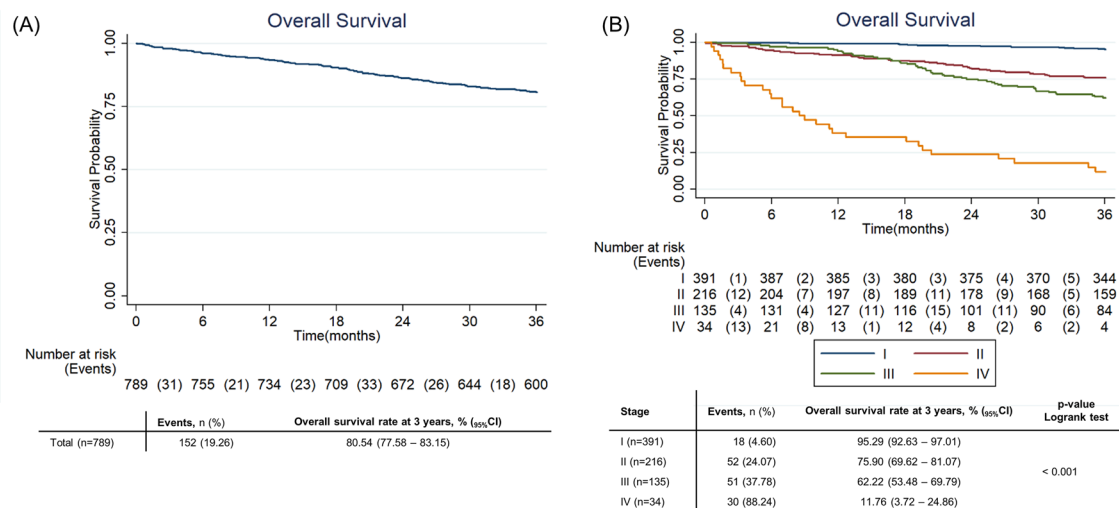 (A)
Overall Survival
Survival Probability
1.00
0.75
0.50
0.25
0.00
0 6 12 18 24 30 36
Time(months)
Number at risk
(Events)
789 (31) 755 (21) 734 (23) 709 (33) 672 (26) 644 (18) 600
Events, n (%) Overall survival rate at 3 years, % (95%CI)
Total (n=789) 152 (19.26) 80.54 (77.58 – 83.15)
(B)
Overall Survival
Survival Probability
1.00
0.75
0.50
0.25
0.00
0 6 12 18 24 30 36
Time(months)
Number at risk
(Events)
I 391 (1) 387 (2) 385 (3) 380 (3) 375 (4) 370 (5) 344
II 216 (12) 204 (7) 197 (8) 189 (11) 178 (9) 168 (5) 159
III 135 (4) 131 (4) 127 (11) 116 (15) 101 (11) 90 (6) 84
IV 34 (13) 21 (8) 13 (1) 12 (4) 8 (2) 6 (2) 4
I II
III IV
Stage Events, n (%) Overall survival rate at 3 years, % (95%CI) p-value
Logrank test
I (n=391) 18 (4.60) 95.29 (92.63 – 97.01)
II (n=216) 52 (24.07) 75.90 (69.62 – 81.07)
< 0.001
III (n=135) 51 (37.78) 62.22 (53.48 – 69.79)
IV (n=34) 30 (88.24) 11.76 (3.72 – 24.86)